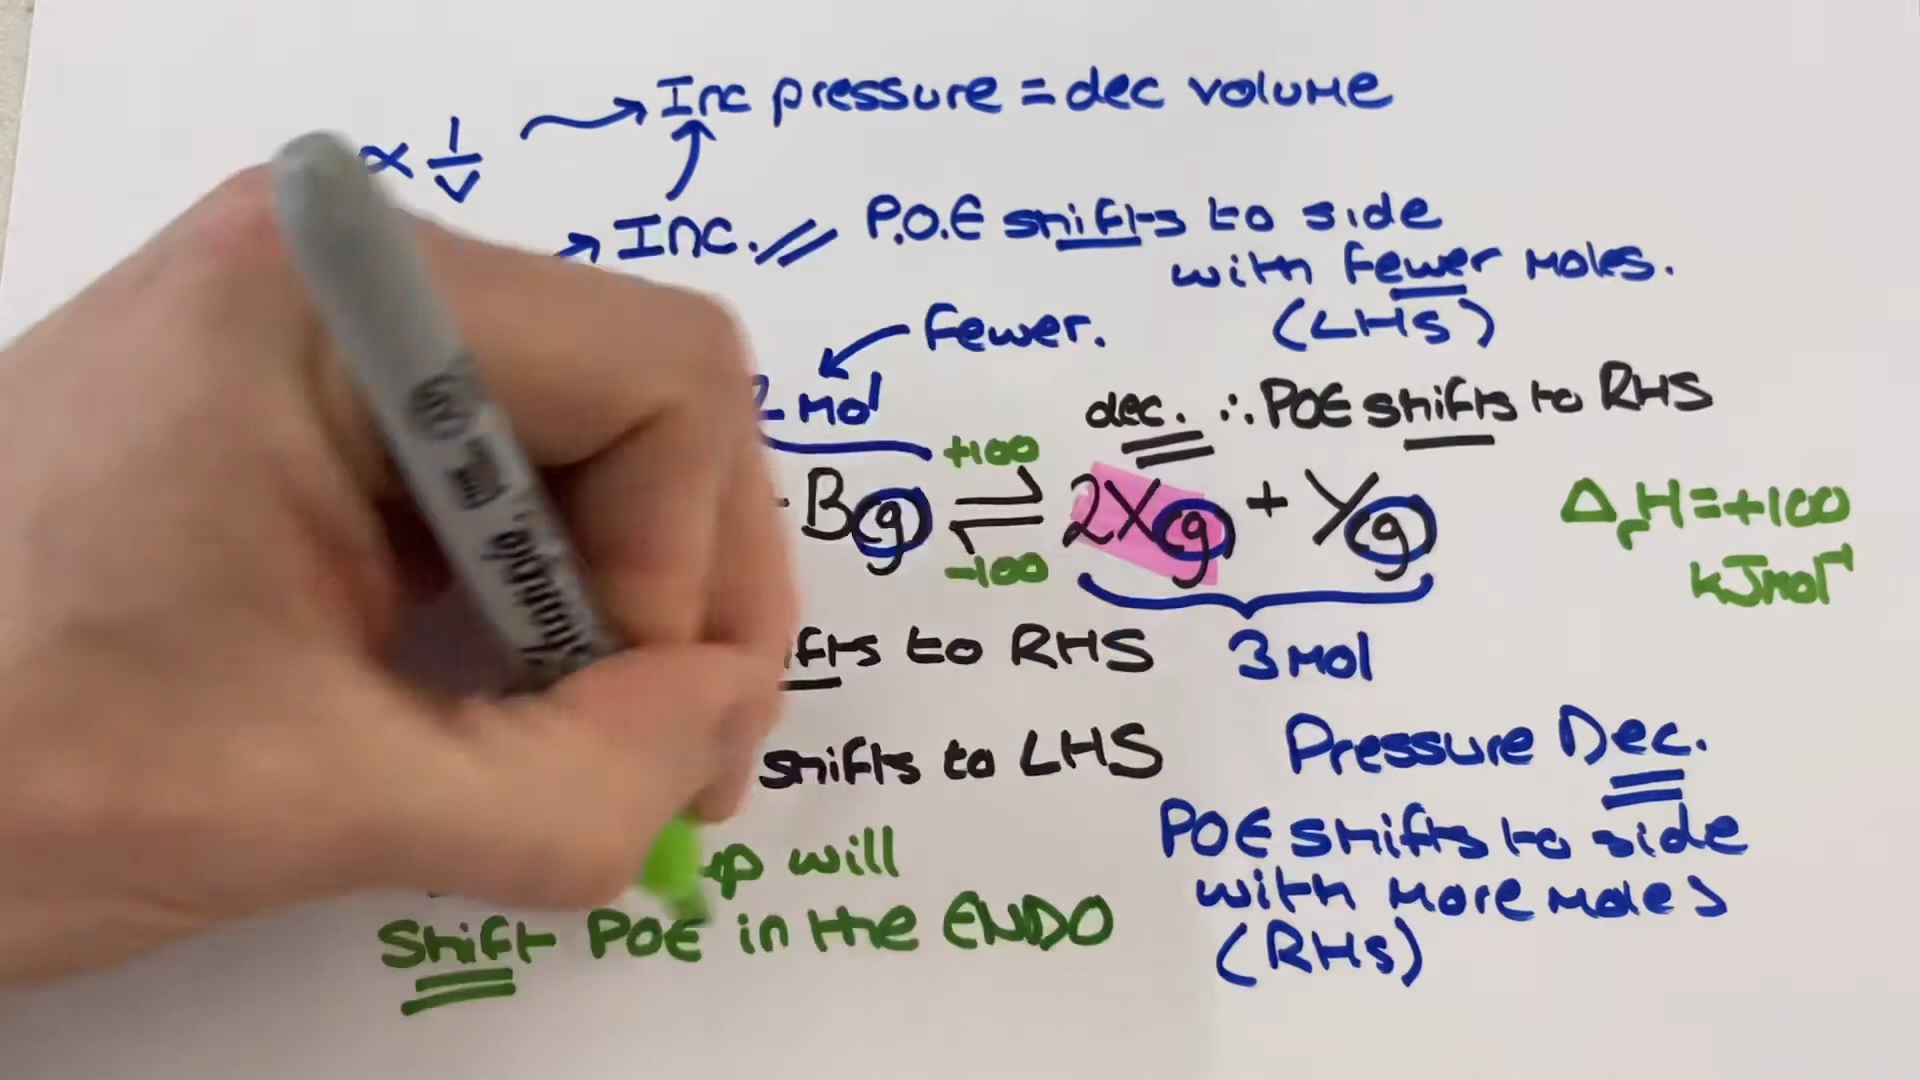 Inc pressure = dec volume
∝ 1/V
Inc. // P.O.E shifts to side
with fewer moles.
(LHS)
fewer.
2 mol
dec. ∴ POE shifts to RHS
+100
B(g) ⇌ 2X(g) + Y(g)
-100
ΔrH = +100
kJmol⁻¹
to RHS
3 mol
shifts to LHS
Pressure Dec.
will
Shift POE in the ENDO
POE shifts to side
with more moles
(RHS)